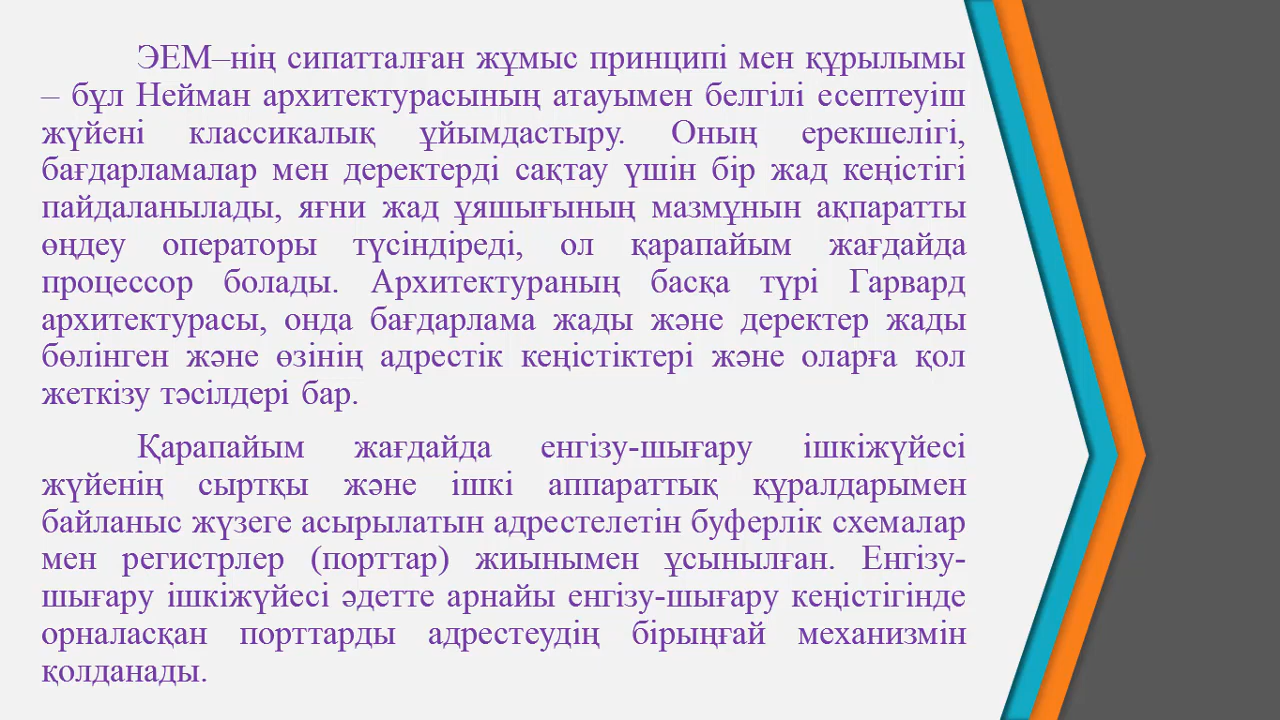 ЭЕМ–нің сипатталған жұмыс принципі мен құрылымы
– бұл Нейман архитектурасының атауымен белгілі есептеуіш
жүйені классикалық ұйымдастыру. Оның ерекшелігі,
бағдарламалар мен деректерді сақтау үшін бір жад кеңістігі
пайдаланылады, яғни жад ұяшығының мазмұнын ақпаратты
өңдеу операторы түсіндіреді, ол қарапайым жағдайда
процессор болады. Архитектураның басқа түрі Гарвард
архитектурасы, онда бағдарлама жады және деректер жады
бөлінген және өзінің адрестік кеңістіктері және оларға қол
жеткізу тәсілдері бар.
Қарапайым жағдайда енгізу-шығару ішкіжүйесі
жүйенің сыртқы және ішкі аппараттық құралдарымен
байланыс жүзеге асырылатын адрестелетін буферлік схемалар
мен регистрлер (порттар) жиынымен ұсынылған. Енгізу-
шығару ішкіжүйесі әдетте арнайы енгізу-шығару кеңістігінде
орналасқан порттарды адрестеудің бірыңғай механизмін
қолданады.